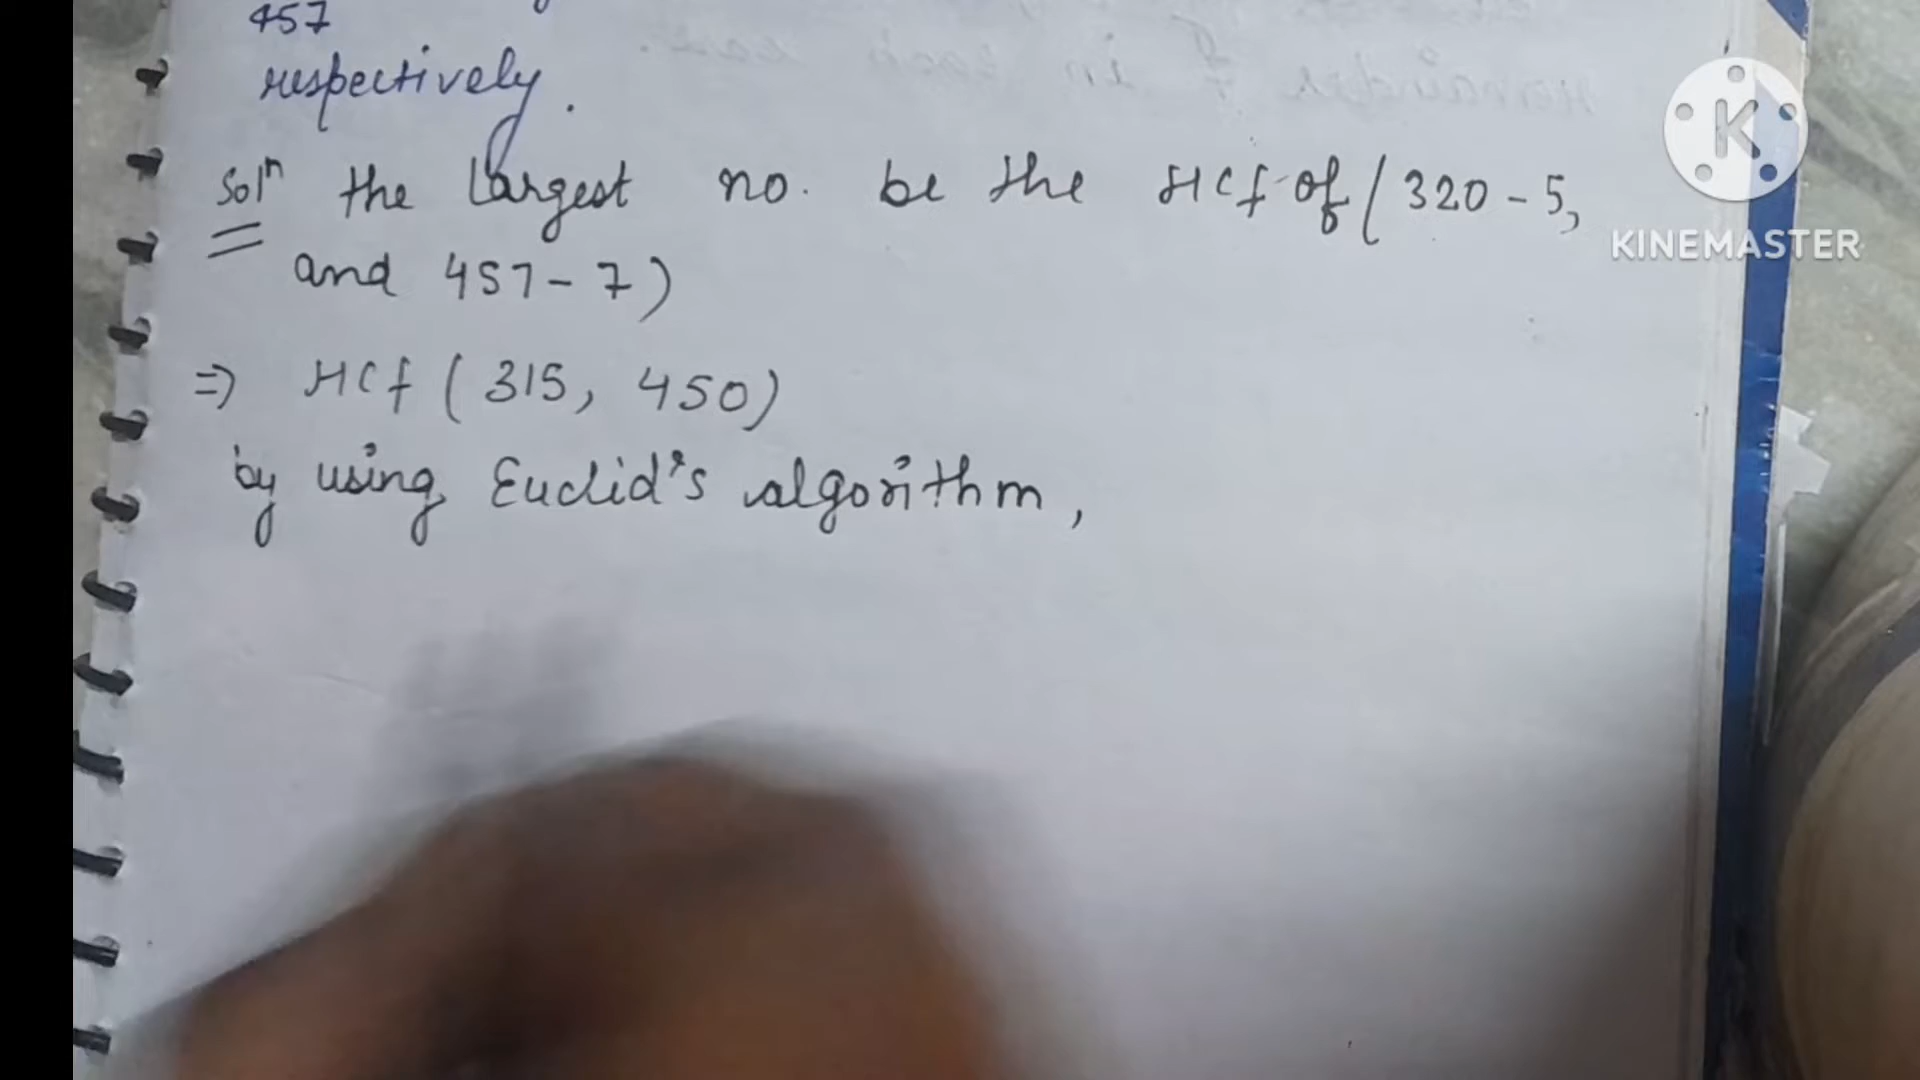 457
respectively.
Solⁿ the largest no. be the HCf of (320 - 5,
and 457 - 7)
=> HCf (315, 450)
by using Euclid's algorithm,
K
KINEMASTER